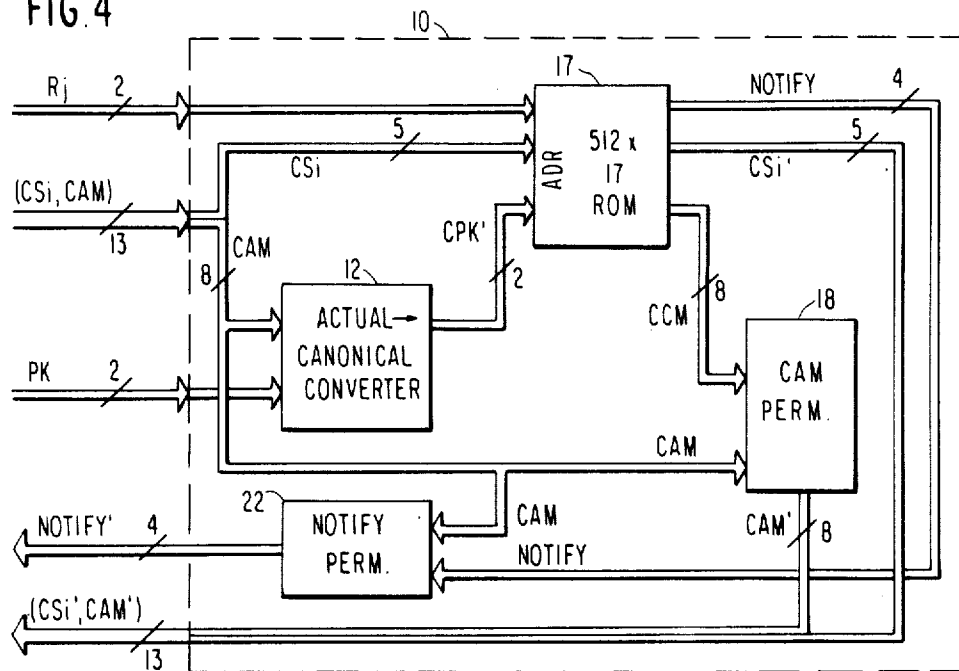 FIG. 4
10
Rj
2
17
NOTIFY
4
5
CSi
ADR
512 x
17
ROM
5
CSi'
(CSi, CAM)
13
CAM
8
CPK'
2
12
ACTUAL →
CANONICAL
CONVERTER
8
CCM
18
CAM
PERM.
PK
2
CAM
22
NOTIFY
PERM.
CAM
NOTIFY
CAM'
8
NOTIFY'
4
(CSi', CAM')
13